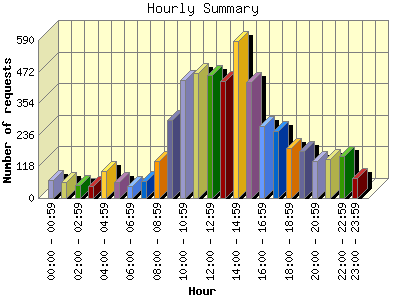 Hourly Summary
Number of requests
590
472
354
236
118
0
00:00 - 00:59
02:00 - 02:59
04:00 - 04:59
06:00 - 06:59
08:00 - 08:59
10:00 - 10:59
12:00 - 12:59
14:00 - 14:59
16:00 - 16:59
18:00 - 18:59
20:00 - 20:59
22:00 - 22:59
23:00 - 23:59
Hour